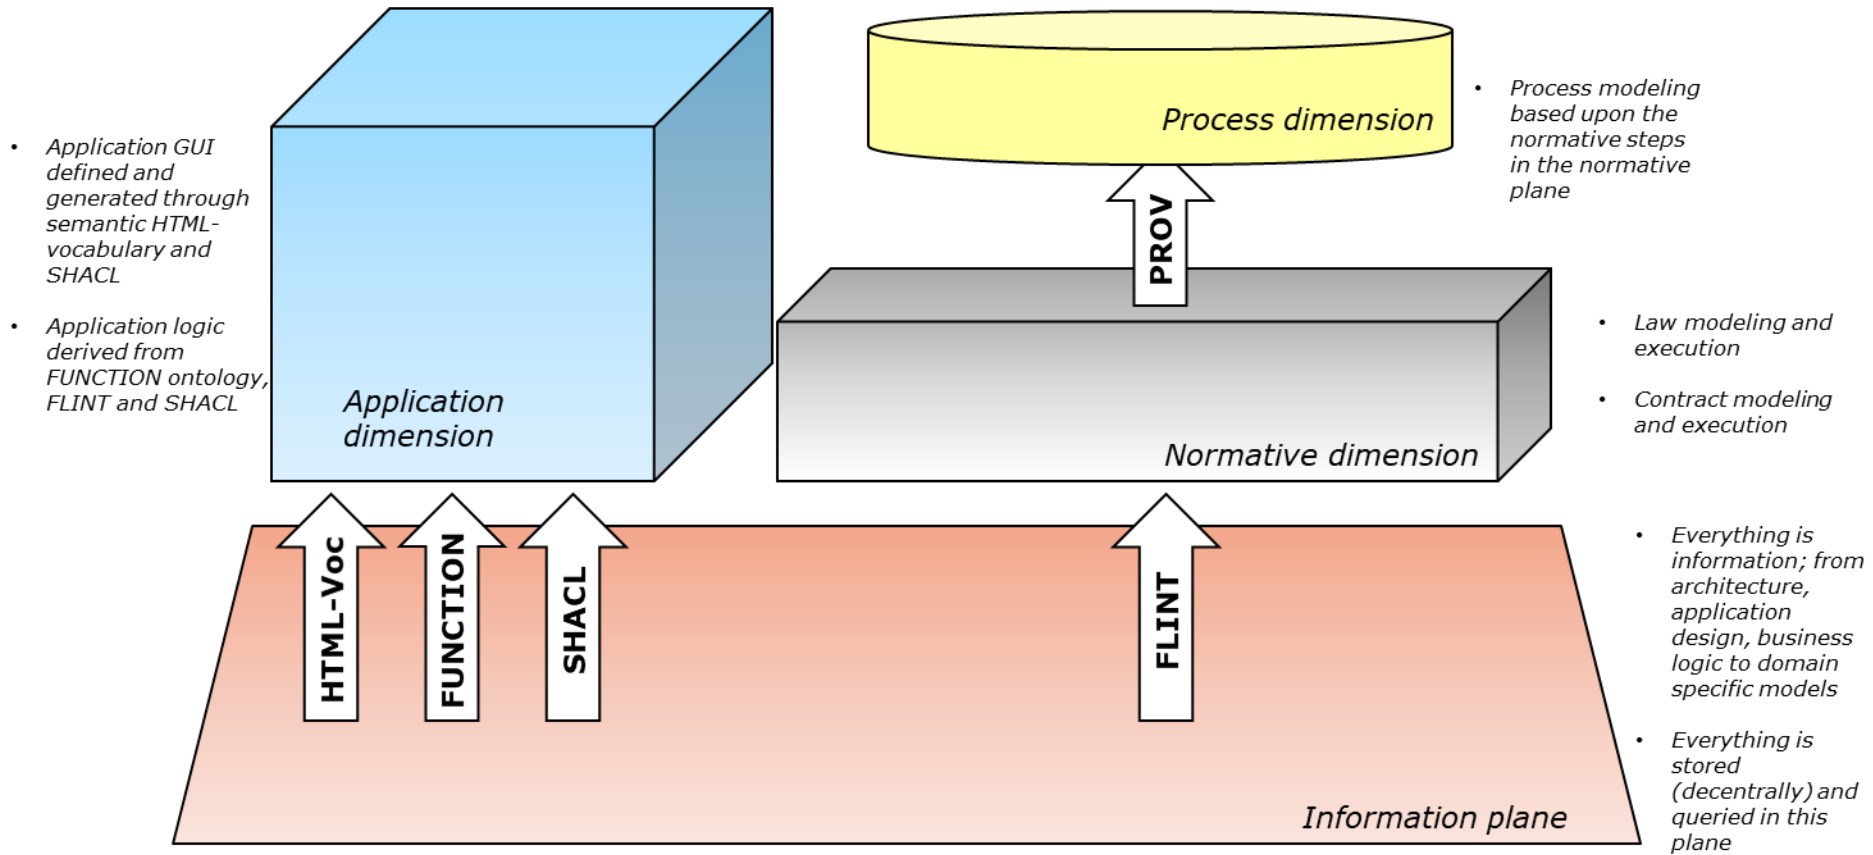 • Application GUI
defined and
generated through
semantic HTML-
vocabulary and
SHACL
• Application logic
derived from
FUNCTION ontology,
FLINT and SHACL
Application
dimension
Process dimension
• Process modeling
based upon the
normative steps
in the normative
plane
PROV
Normative dimension
• Law modeling and
execution
• Contract modeling
and execution
HTML-Voc
FUNCTION
SHACL
FLINT
Information plane
• Everything is
information; from
architecture,
application
design, business
logic to domain
specific models
• Everything is
stored
(decentrally) and
queried in this
plane